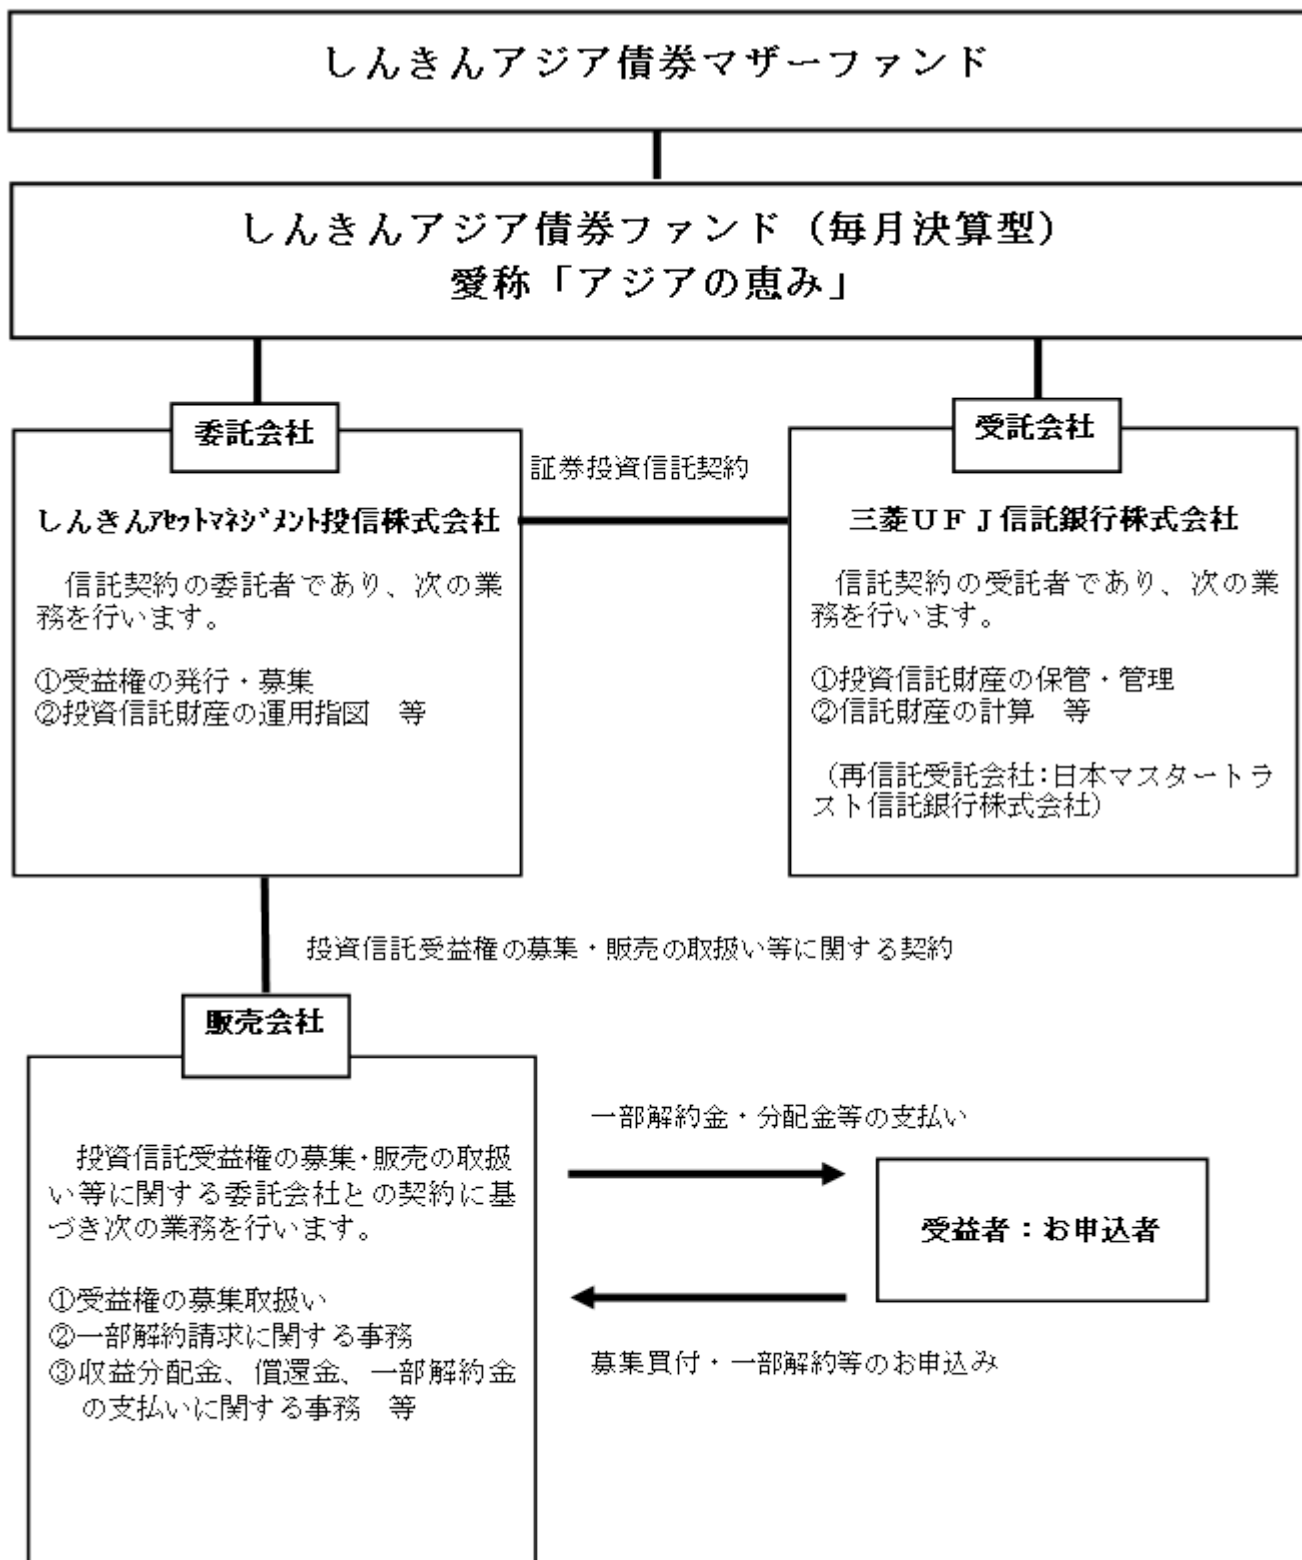 しんきんアジア債券マザーファンド
しんきんアジア債券ファンド（毎月決算型）
愛称「アジアの恵み」
委託会社
しんきんｱｾｯﾄﾏﾈｼﾞﾒﾝﾄ投信株式会社
信託契約の委託者であり、次の業
務を行います。
①受益権の発行・募集
②投資信託財産の運用指図　等
証券投資信託契約
受託会社
三菱ＵＦＪ信託銀行株式会社
信託契約の受託者であり、次の業
務を行います。
①投資信託財産の保管・管理
②信託財産の計算　等
（再信託受託会社：日本マスタートラ
スト信託銀行株式会社）
投資信託受益権の募集・販売の取扱い等に関する契約
販売会社
投資信託受益権の募集・販売の取扱
い等に関する委託会社との契約に基
づき次の業務を行います。
①受益権の募集取扱い
②一部解約請求に関する事務
③収益分配金、償還金、一部解約金
の支払いに関する事務　等
一部解約金・分配金等の支払い
受益者：お申込者
募集買付・一部解約等のお申込み